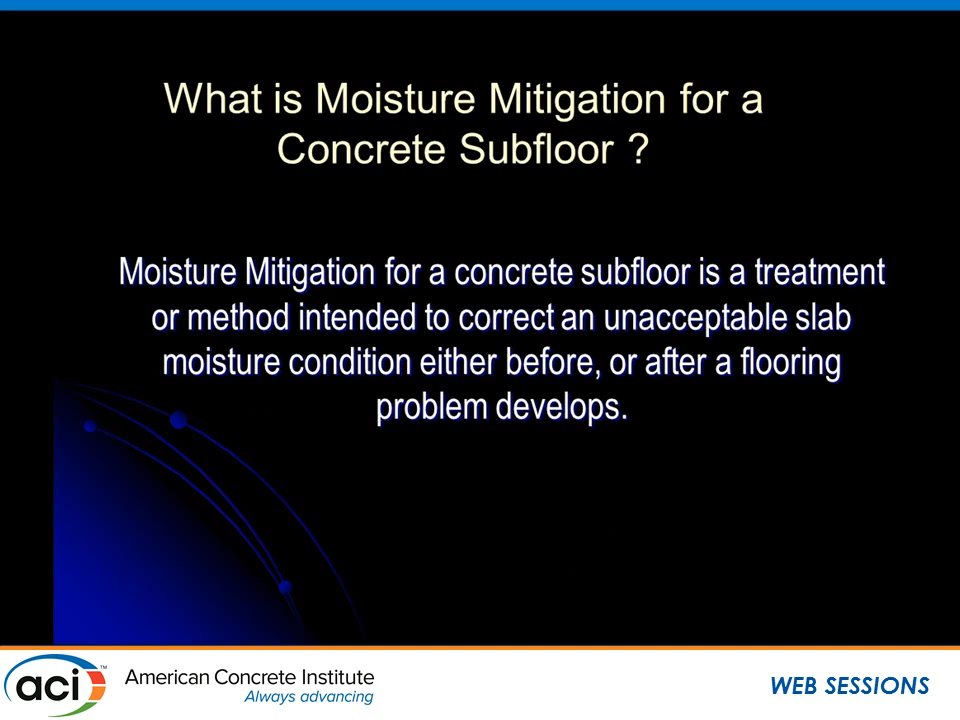 What is Moisture Mitigation for a
Concrete Subfloor ?
Moisture Mitigation for a concrete subfloor is a treatment
or method intended to correct an unacceptable slab
moisture condition either before, or after a flooring
problem develops.
aci™
American Concrete Institute
Always advancing
WEB SESSIONS